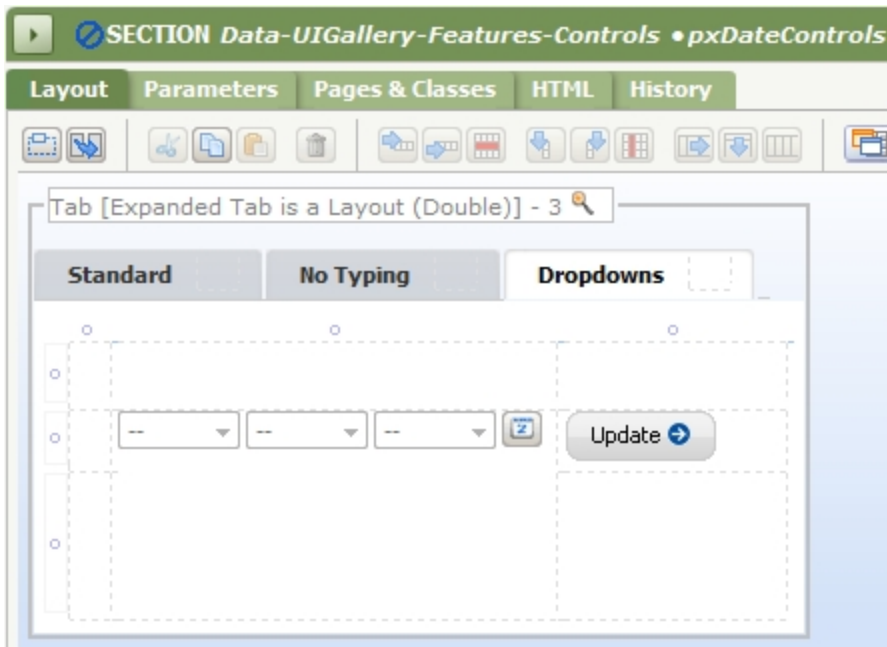 SECTION Data-UIGallery-Features-Controls • pxDateControls
Layout Parameters Pages & Classes HTML History
Tab [Expanded Tab is a Layout (Double)] - 3
Standard No Typing Dropdowns
-- -- -- Update